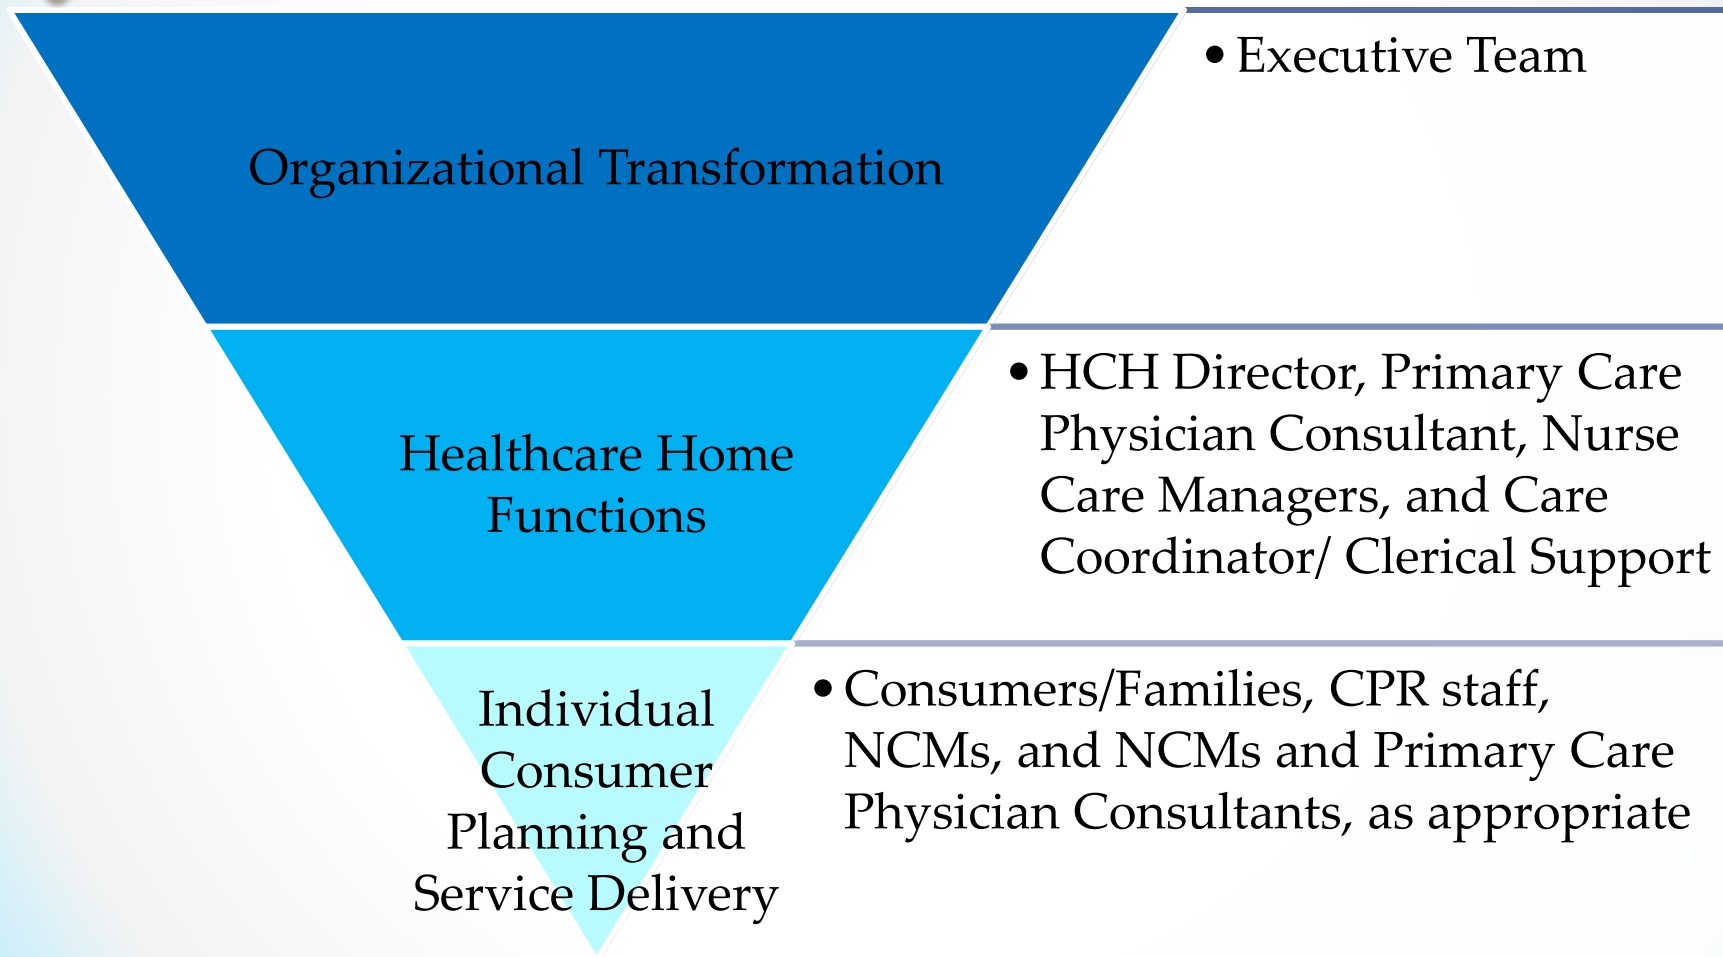 Organizational Transformation
• Executive Team
Healthcare Home
Functions
• HCH Director, Primary Care
Physician Consultant, Nurse
Care Managers, and Care
Coordinator/ Clerical Support
Individual
Consumer
Planning and
Service Delivery
• Consumers/Families, CPR staff,
NCMs, and NCMs and Primary Care
Physician Consultants, as appropriate